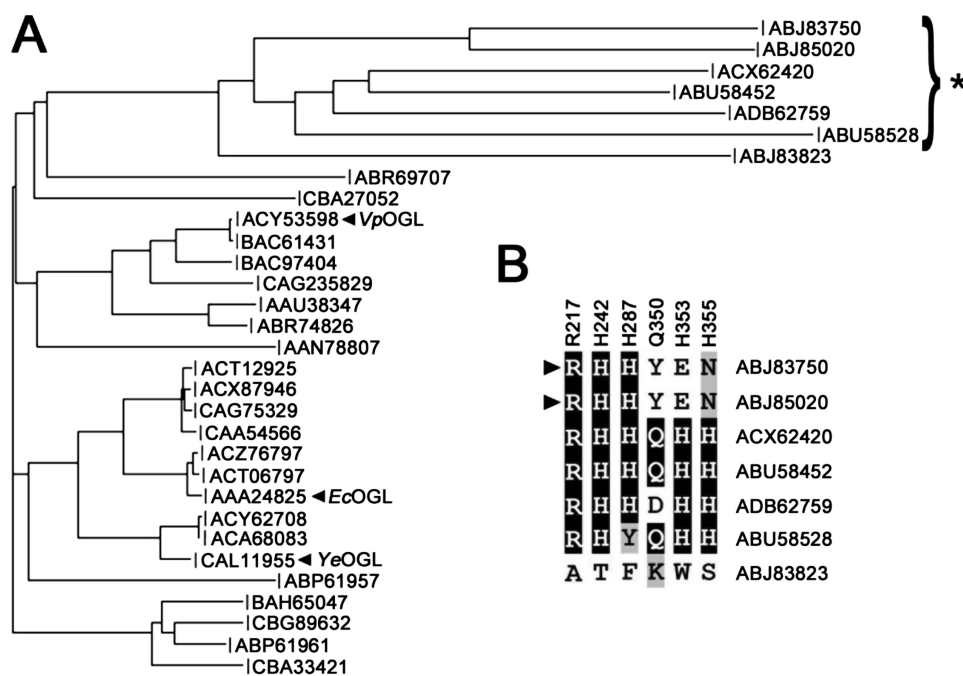 A
ABJ83750
ABJ85020
ACX62420
ABU58452
ADB62759
ABU58528
ABJ83823
*
ABR69707
CBA27052
ACY53598 ◄ VpOGL
BAC61431
BAC97404
CAG235829
AAU38347
ABR74826
AAN78807
ACT12925
ACX87946
CAG75329
CAA54566
ACZ76797
ACT06797
AAA24825 ◄ EcOGL
ACY62708
ACA68083
CAL11955 ◄ YeOGL
ABP61957
BAH65047
CBG89632
ABP61961
CBA33421
B
R217 H242 H287 Q350 H353 H355
► R H H Y E N ABJ83750
► R H H Y E N ABJ85020
R H H Q H H ACX62420
R H H Q H H ABU58452
R H H D H H ADB62759
R H Y Q H H ABU58528
A T F K W S ABJ83823